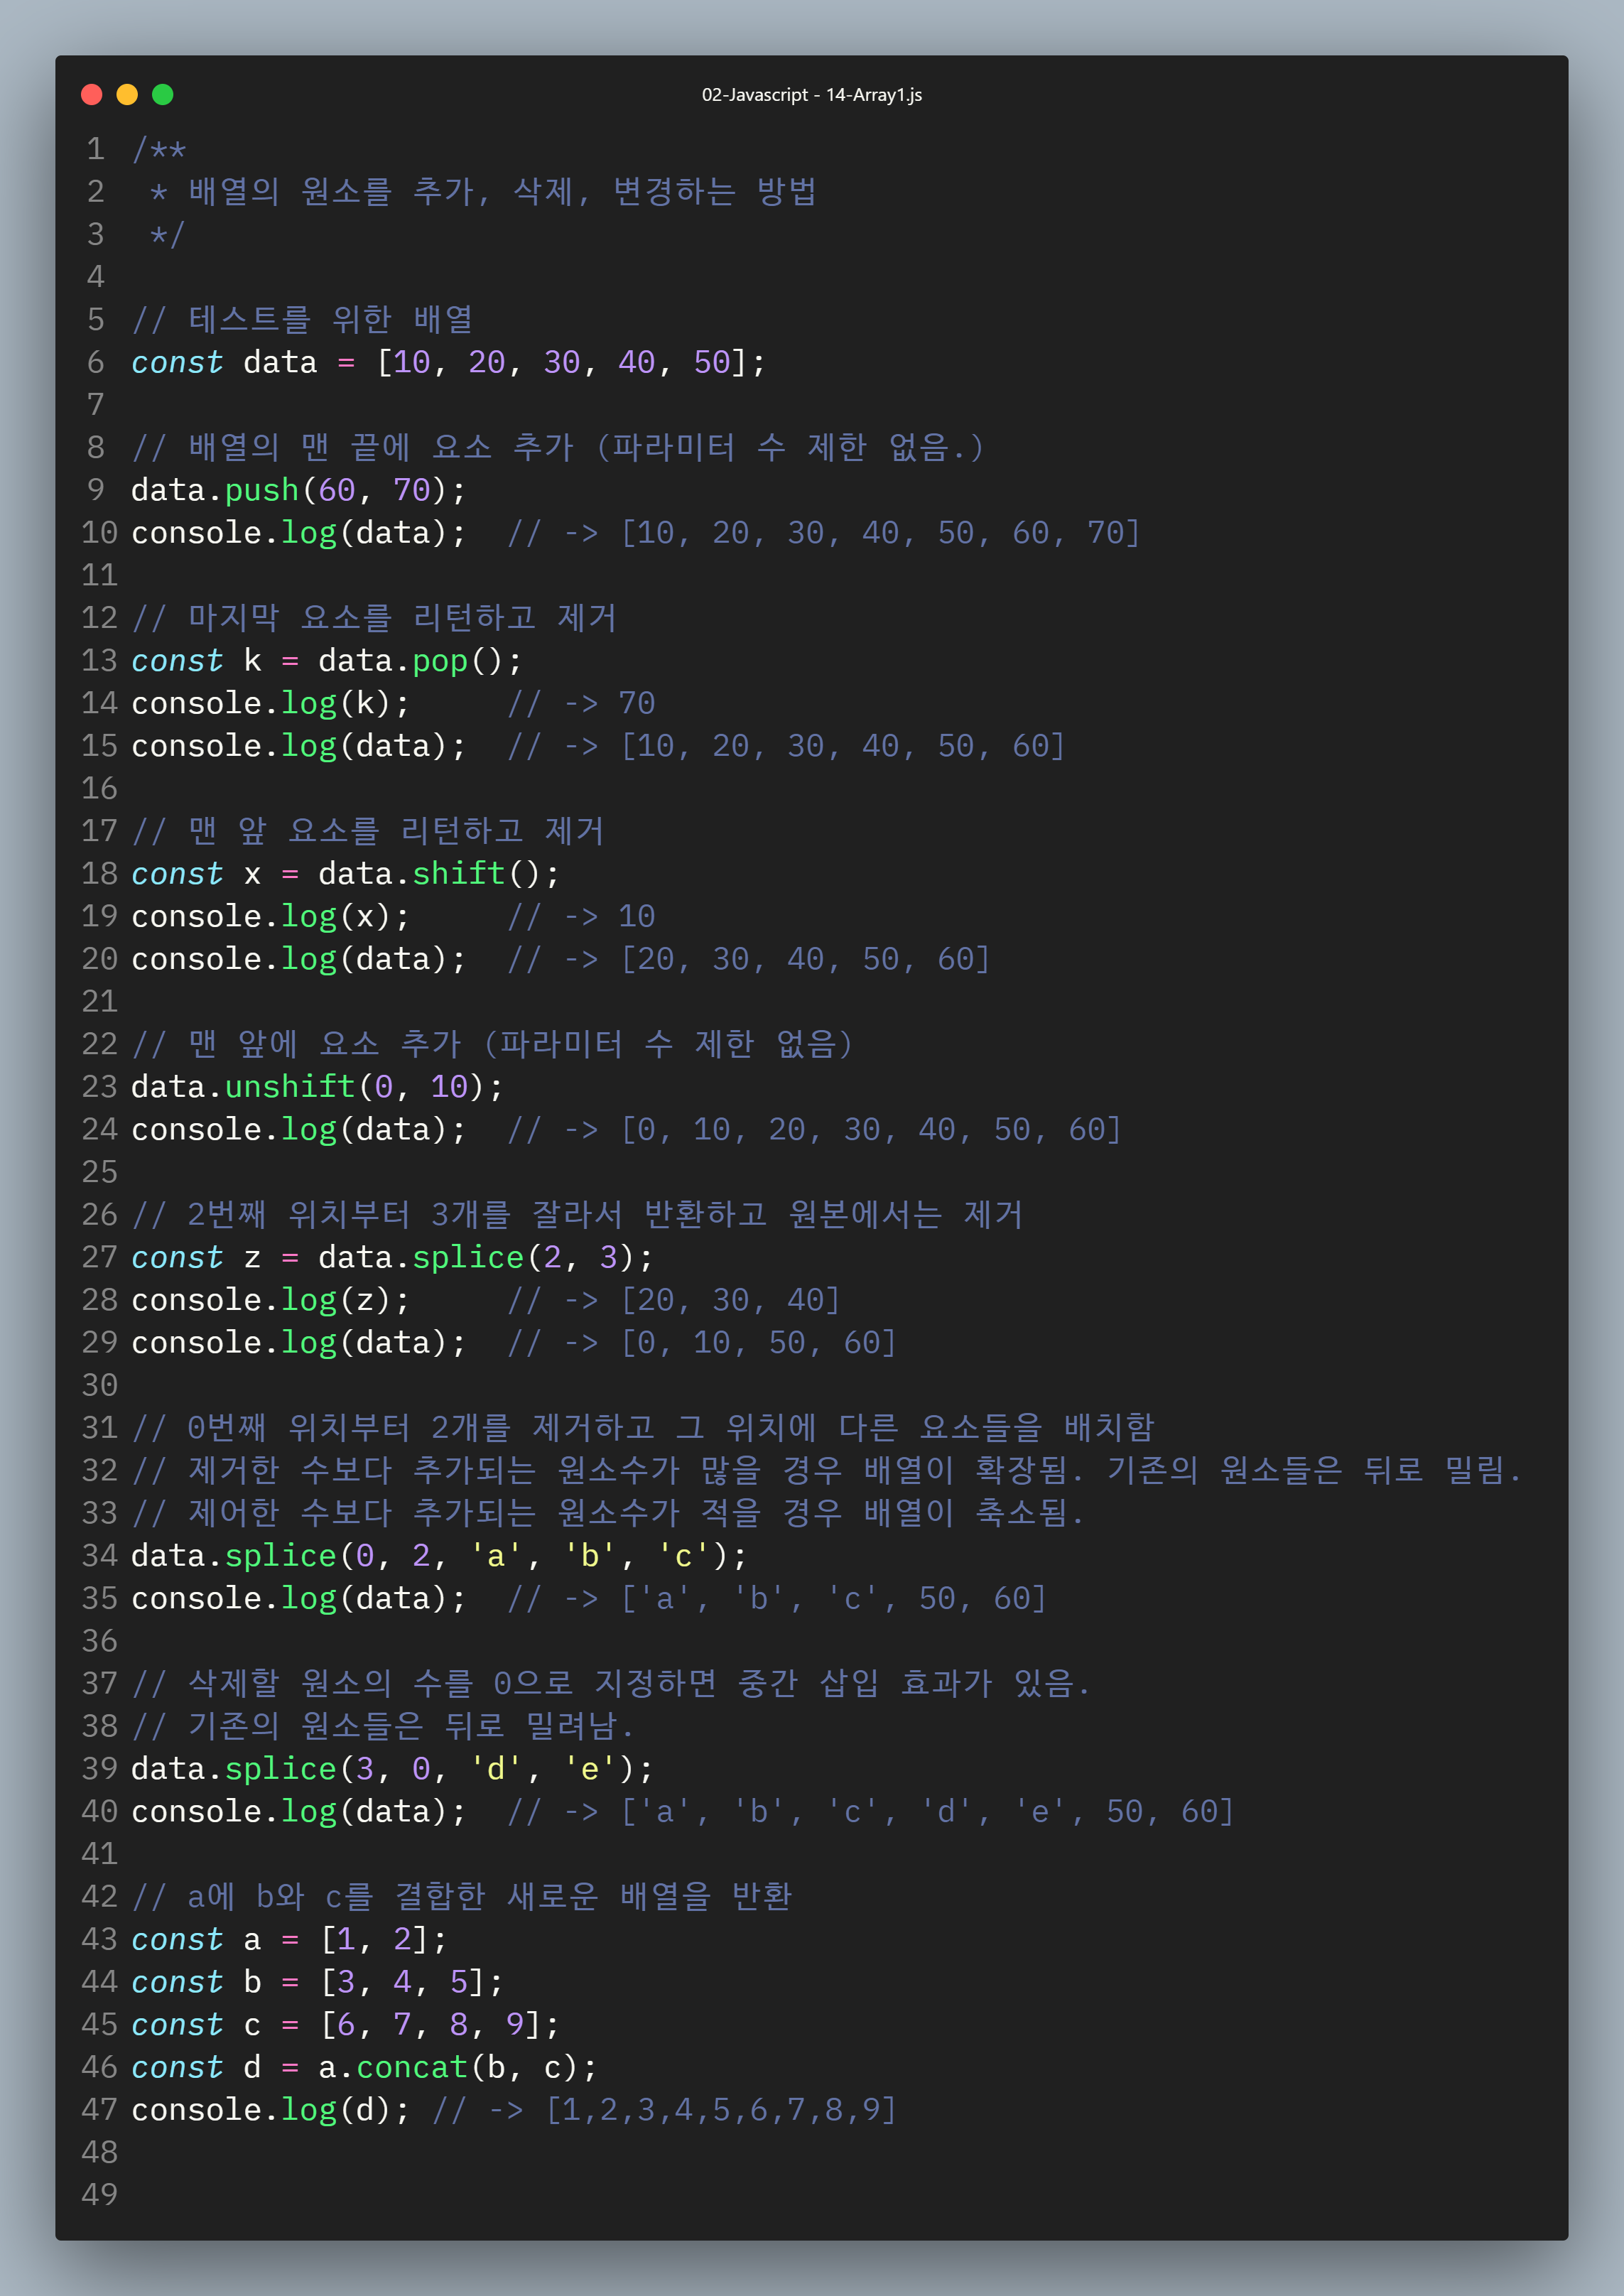 02-Javascript - 14-Array1.js
1 /**
2  * 배열의 원소를 추가, 삭제, 변경하는 방법
3  */
4
5 // 테스트를 위한 배열
6 const data = [10, 20, 30, 40, 50];
7
8 // 배열의 맨 끝에 요소 추가 (파라미터 수 제한 없음.)
9 data.push(60, 70);
10 console.log(data);  // -> [10, 20, 30, 40, 50, 60, 70]
11
12 // 마지막 요소를 리턴하고 제거
13 const k = data.pop();
14 console.log(k);     // -> 70
15 console.log(data);  // -> [10, 20, 30, 40, 50, 60]
16
17 // 맨 앞 요소를 리턴하고 제거
18 const x = data.shift();
19 console.log(x);     // -> 10
20 console.log(data);  // -> [20, 30, 40, 50, 60]
21
22 // 맨 앞에 요소 추가 (파라미터 수 제한 없음)
23 data.unshift(0, 10);
24 console.log(data);  // -> [0, 10, 20, 30, 40, 50, 60]
25
26 // 2번째 위치부터 3개를 잘라서 반환하고 원본에서는 제거
27 const z = data.splice(2, 3);
28 console.log(z);     // -> [20, 30, 40]
29 console.log(data);  // -> [0, 10, 50, 60]
30
31 // 0번째 위치부터 2개를 제거하고 그 위치에 다른 요소들을 배치함
32 // 제거한 수보다 추가되는 원소수가 많을 경우 배열이 확장됨. 기존의 원소들은 뒤로 밀림.
33 // 제어한 수보다 추가되는 원소수가 적을 경우 배열이 축소됨.
34 data.splice(0, 2, 'a', 'b', 'c');
35 console.log(data);  // -> ['a', 'b', 'c', 50, 60]
36
37 // 삭제할 원소의 수를 0으로 지정하면 중간 삽입 효과가 있음.
38 // 기존의 원소들은 뒤로 밀려남.
39 data.splice(3, 0, 'd', 'e');
40 console.log(data);  // -> ['a', 'b', 'c', 'd', 'e', 50, 60]
41
42 // a에 b와 c를 결합한 새로운 배열을 반환
43 const a = [1, 2];
44 const b = [3, 4, 5];
45 const c = [6, 7, 8, 9];
46 const d = a.concat(b, c);
47 console.log(d); // -> [1,2,3,4,5,6,7,8,9]
48
49